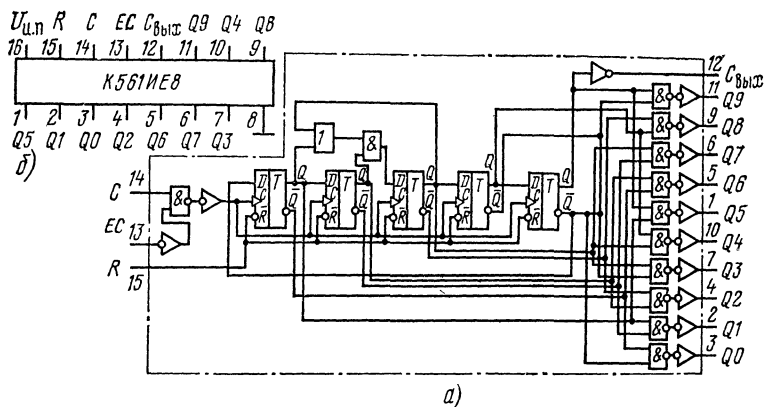 Uи.п R C EC Cвых Q9 Q4 Q8
16 15 14 13 12 11 10 9
К561ИЕ8
1 2 3 4 5 6 7 8
Q5 Q1 Q0 Q2 Q6 Q7 Q3
б)
C 14
EC 13
R 15
& 1 &
D C R T Q Q̅
D C R T Q Q̅
D C R T Q Q̅
D C R T Q Q̅
D C R T Q Q̅
12 Cвых
& 11 Q9
& 9 Q8
& 6 Q7
& 5 Q6
& 1 Q5
& 10 Q4
& 7 Q3
& 4 Q2
& 2 Q1
& 3 Q0
а)